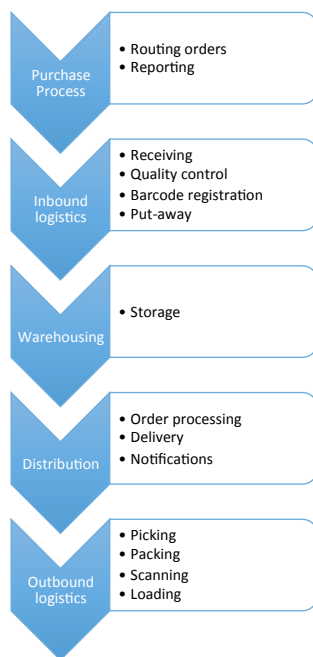 Purchase
Process
• Routing orders
• Reporting
Inbound
logistics
• Receiving
• Quality control
• Barcode registration
• Put-away
Warehousing
• Storage
Distribution
• Order processing
• Delivery
• Notifications
Outbound
logistics
• Picking
• Packing
• Scanning
• Loading